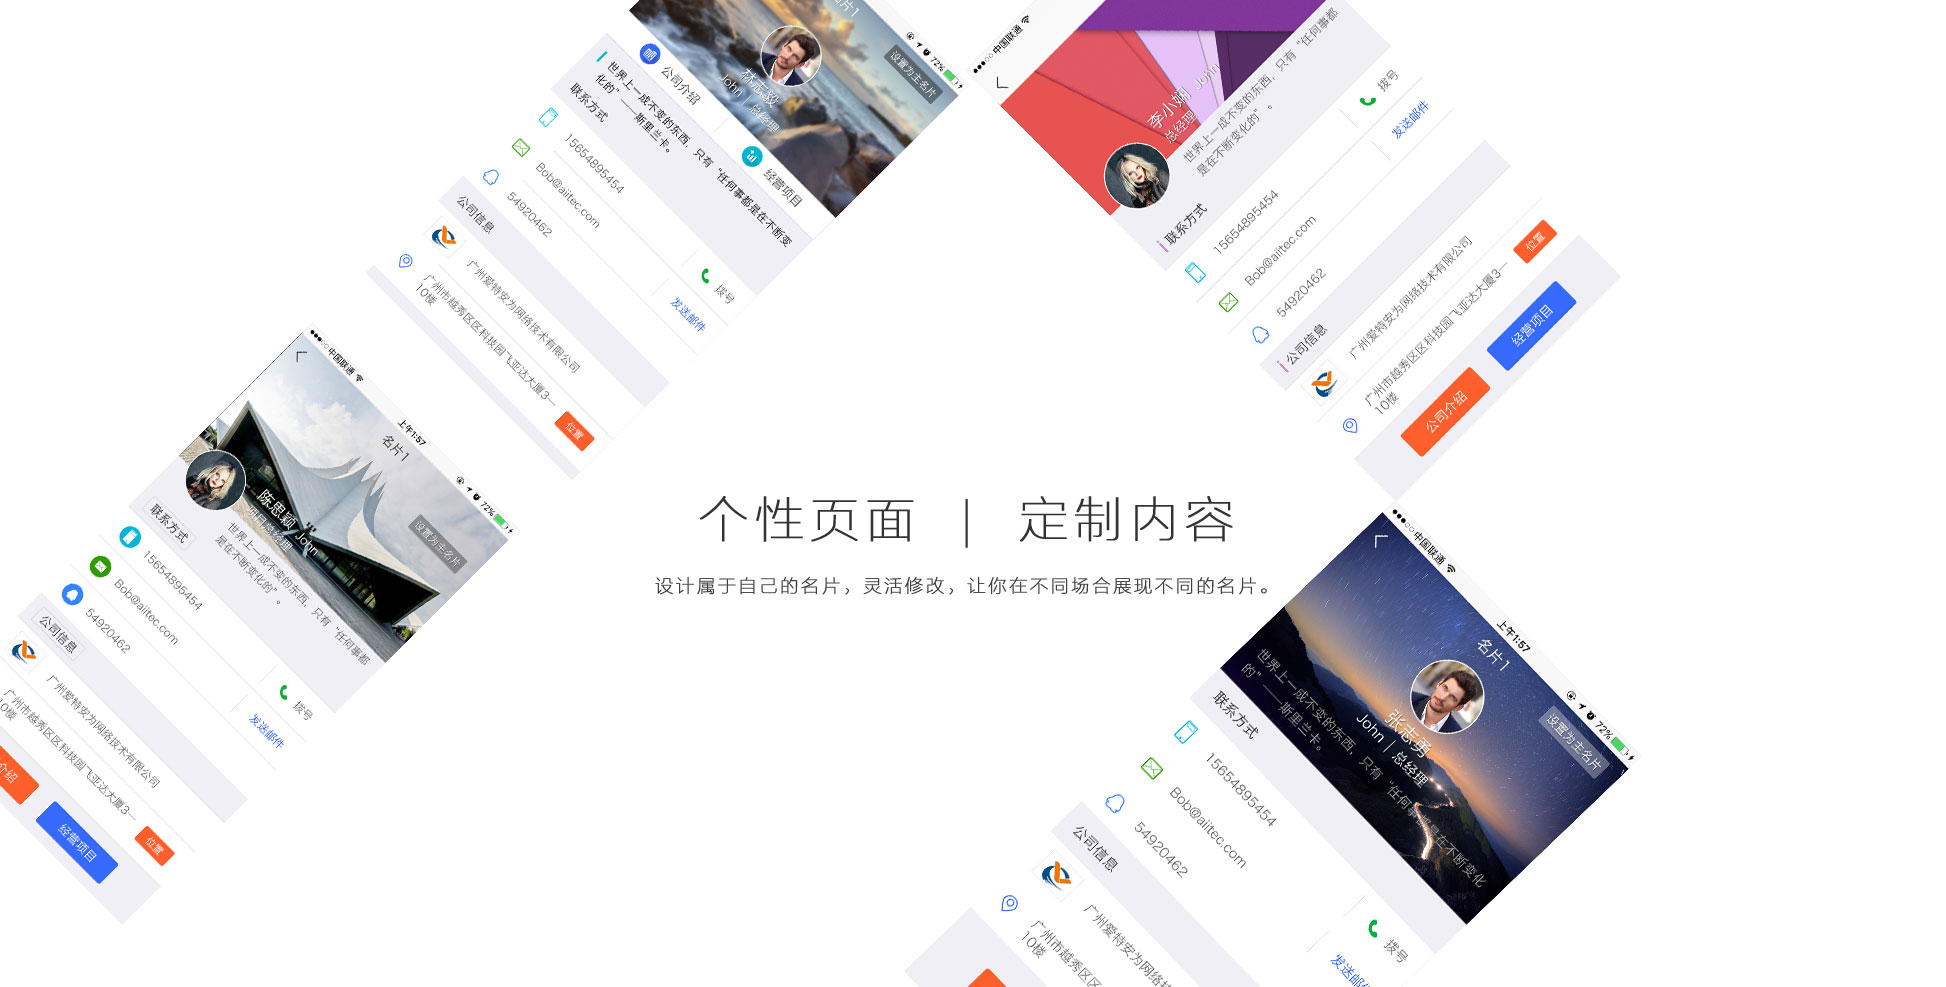 名片1
72%
设置为主名片
林志毅
John | 总经理
公司介绍
经营项目
世界上一成不变的东西，只有“任何事都是在不断变
化的”——斯里兰卡。
联系方式
15654895454
拨号
Bob@aiitec.com
发送邮件
54920462
公司信息
广州爱特安为网络技术有限公司
广州市越秀区区科技园飞亚达大厦3—
10楼
位置
中国联通
李小姗 John
总经理
世界上一成不变的东西，只有“任何事都
是在不断变化的”。
联系方式
15654895454
拨号
Bob@aiitec.com
发送邮件
54920462
公司信息
广州爱特安为网络技术有限公司
广州市越秀区区科技园飞亚达大厦3—
10楼
位置
公司介绍
经营项目
个性页面 | 定制内容
设计属于自己的名片，灵活修改，让你在不同场合展现不同的名片。
中国联通
上午1:57
72%
名片1
设置为主名片
陈思颖 John
项目总经理
世界上一成不变的东西，只有“任何事都
是在不断变化的”。
联系方式
15654895454
拨号
Bob@aiitec.com
发送邮件
54920462
公司信息
广州爱特安为网络技术有限公司
广州市越秀区区科技园飞亚达大厦3—
10楼
位置
介绍
经营项目
中国联通
上午1:57
72%
名片1
设置为主名片
张志勇
John | 总经理
世界上一成不变的东西，只有“任何事都是在不断变化
的”——斯里兰卡。
联系方式
15654895454
拨号
Bob@aiitec.com
发送邮件
54920462
公司信息
广州爱特安为网络技
广州市越秀区区科
10楼